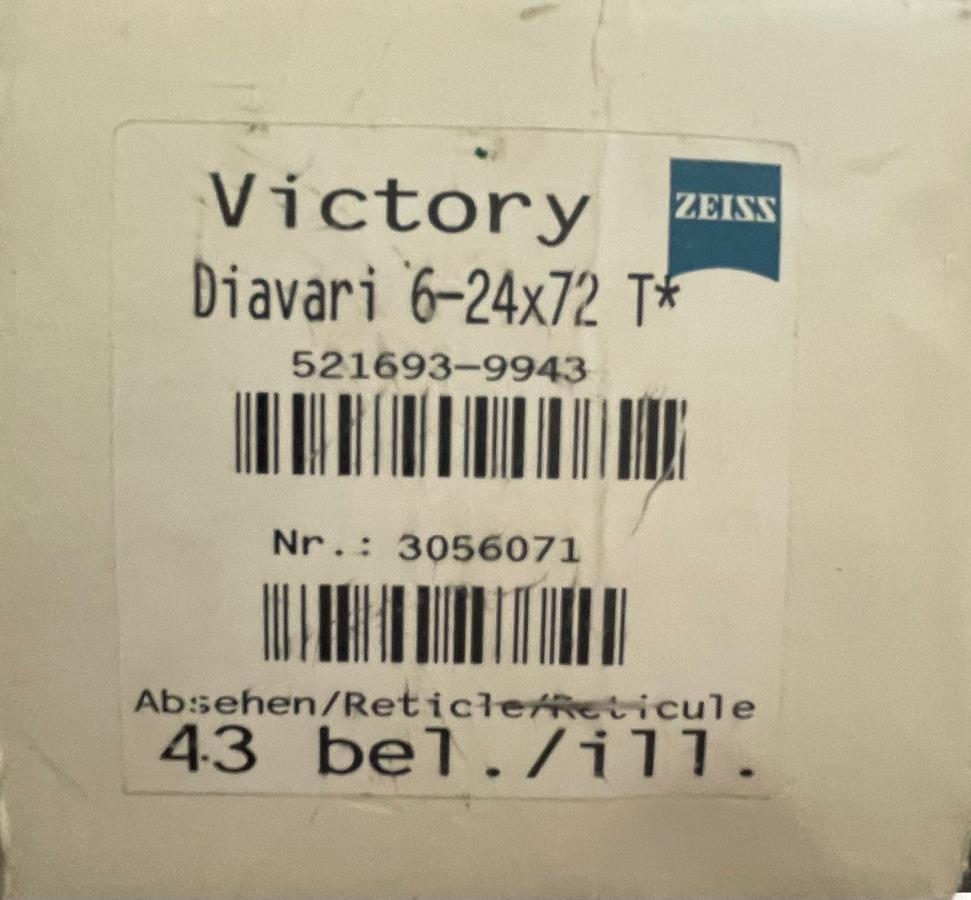 Victory
ZEISS
Diavari 6-24x72 T*
521693-9943
Nr.: 3056071
Absehen/Reticle/Reticule
43 bel./ill.